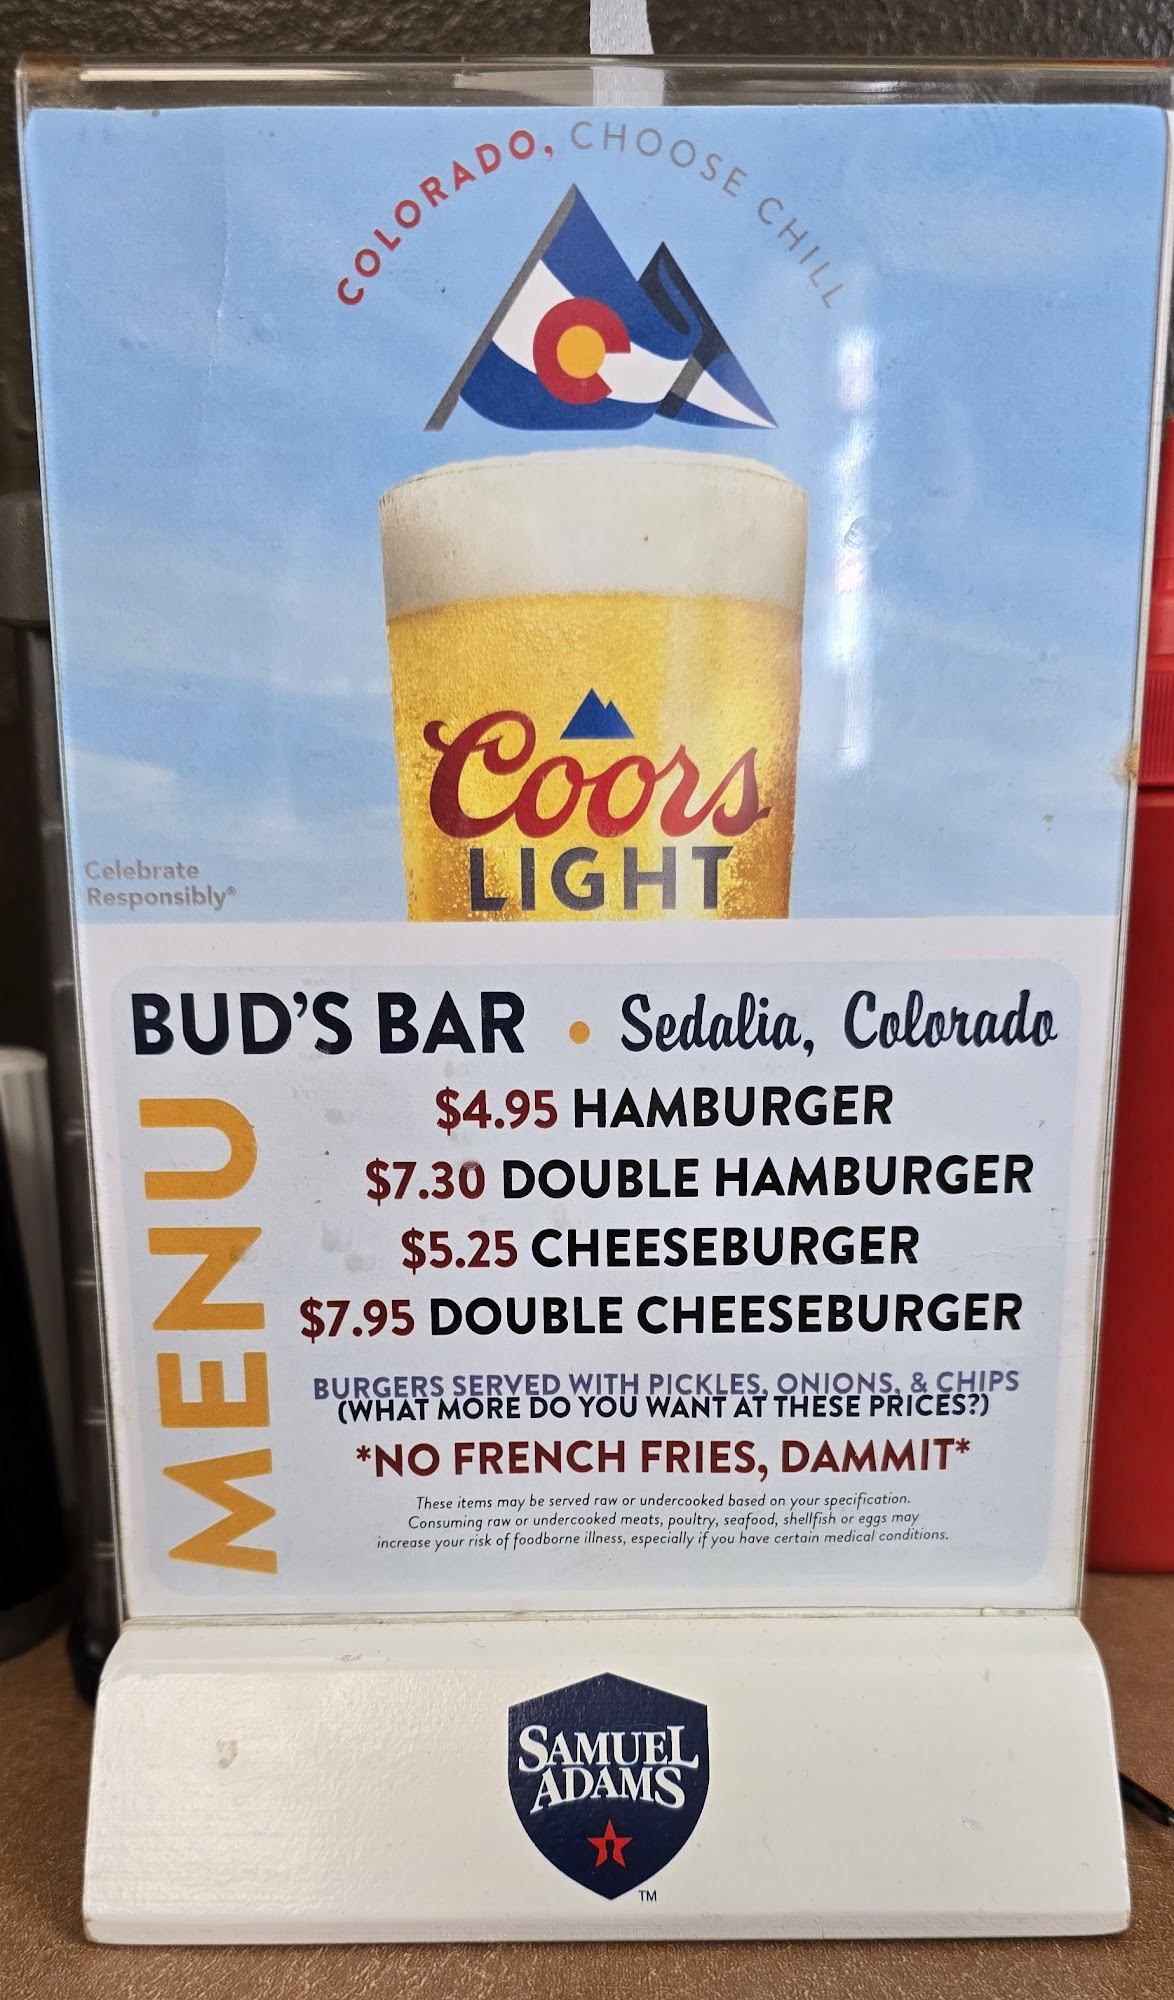 COLORADO, CHOOSE CHILL
Coors
LIGHT
Celebrate
Responsibly®
BUD'S BAR • Sedalia, Colorado
MENU
$4.95 HAMBURGER
$7.30 DOUBLE HAMBURGER
$5.25 CHEESEBURGER
$7.95 DOUBLE CHEESEBURGER
BURGERS SERVED WITH PICKLES, ONIONS, & CHIPS
(WHAT MORE DO YOU WANT AT THESE PRICES?)
*NO FRENCH FRIES, DAMMIT*
These items may be served raw or undercooked based on your specification.
Consuming raw or undercooked meats, poultry, seafood, shellfish or eggs may
increase your risk of foodborne illness, especially if you have certain medical conditions.
SAMUEL
ADAMS
TM